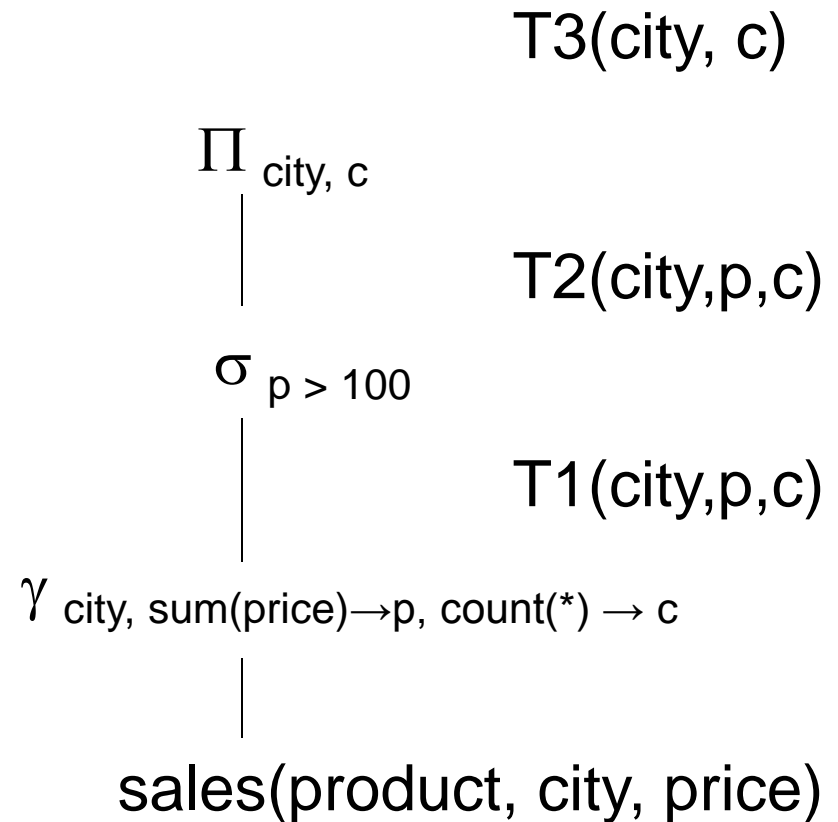 T3(city, c)
Π city, c
T2(city,p,c)
σ p > 100
T1(city,p,c)
γ city, sum(price)→p, count(*) → c
sales(product, city, price)